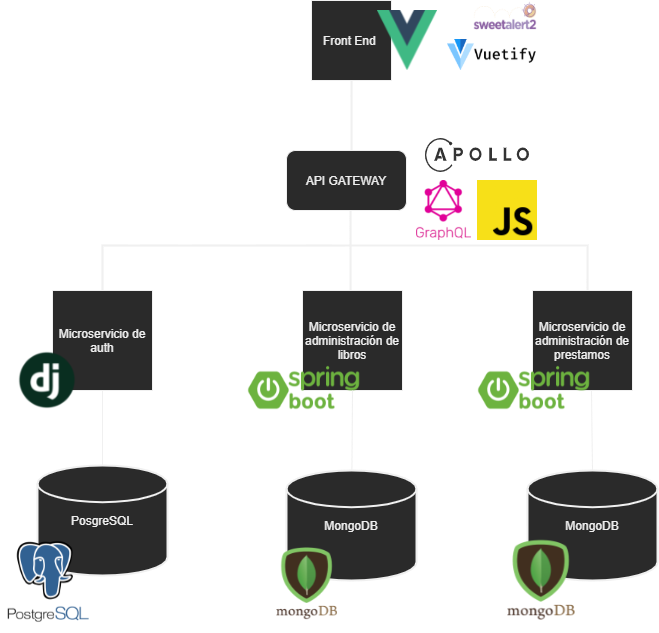 Front End
sweetalert2
Vuetify
API GATEWAY
APOLLO
GraphQL
JS
Microservicio de
auth
dj
Microservicio de
administración de
libros
spring
boot
Microservicio de
administración de
prestamos
spring
boot
PosgreSQL
PostgreSQL
MongoDB
mongoDB
MongoDB
mongoDB